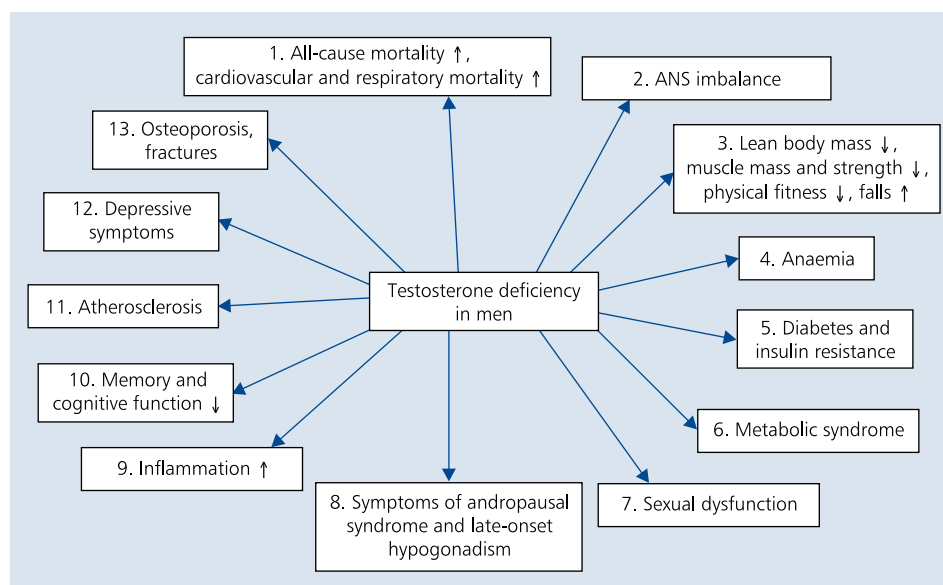 1. All-cause mortality ↑,
cardiovascular and respiratory mortality ↑
2. ANS imbalance
3. Lean body mass ↓,
muscle mass and strength ↓,
physical fitness ↓, falls ↑
4. Anaemia
5. Diabetes and
insulin resistance
6. Metabolic syndrome
7. Sexual dysfunction
8. Symptoms of andropausal
syndrome and late-onset
hypogonadism
9. Inflammation ↑
10. Memory and
cognitive function ↓
11. Atherosclerosis
12. Depressive
symptoms
13. Osteoporosis,
fractures
Testosterone deficiency
in men